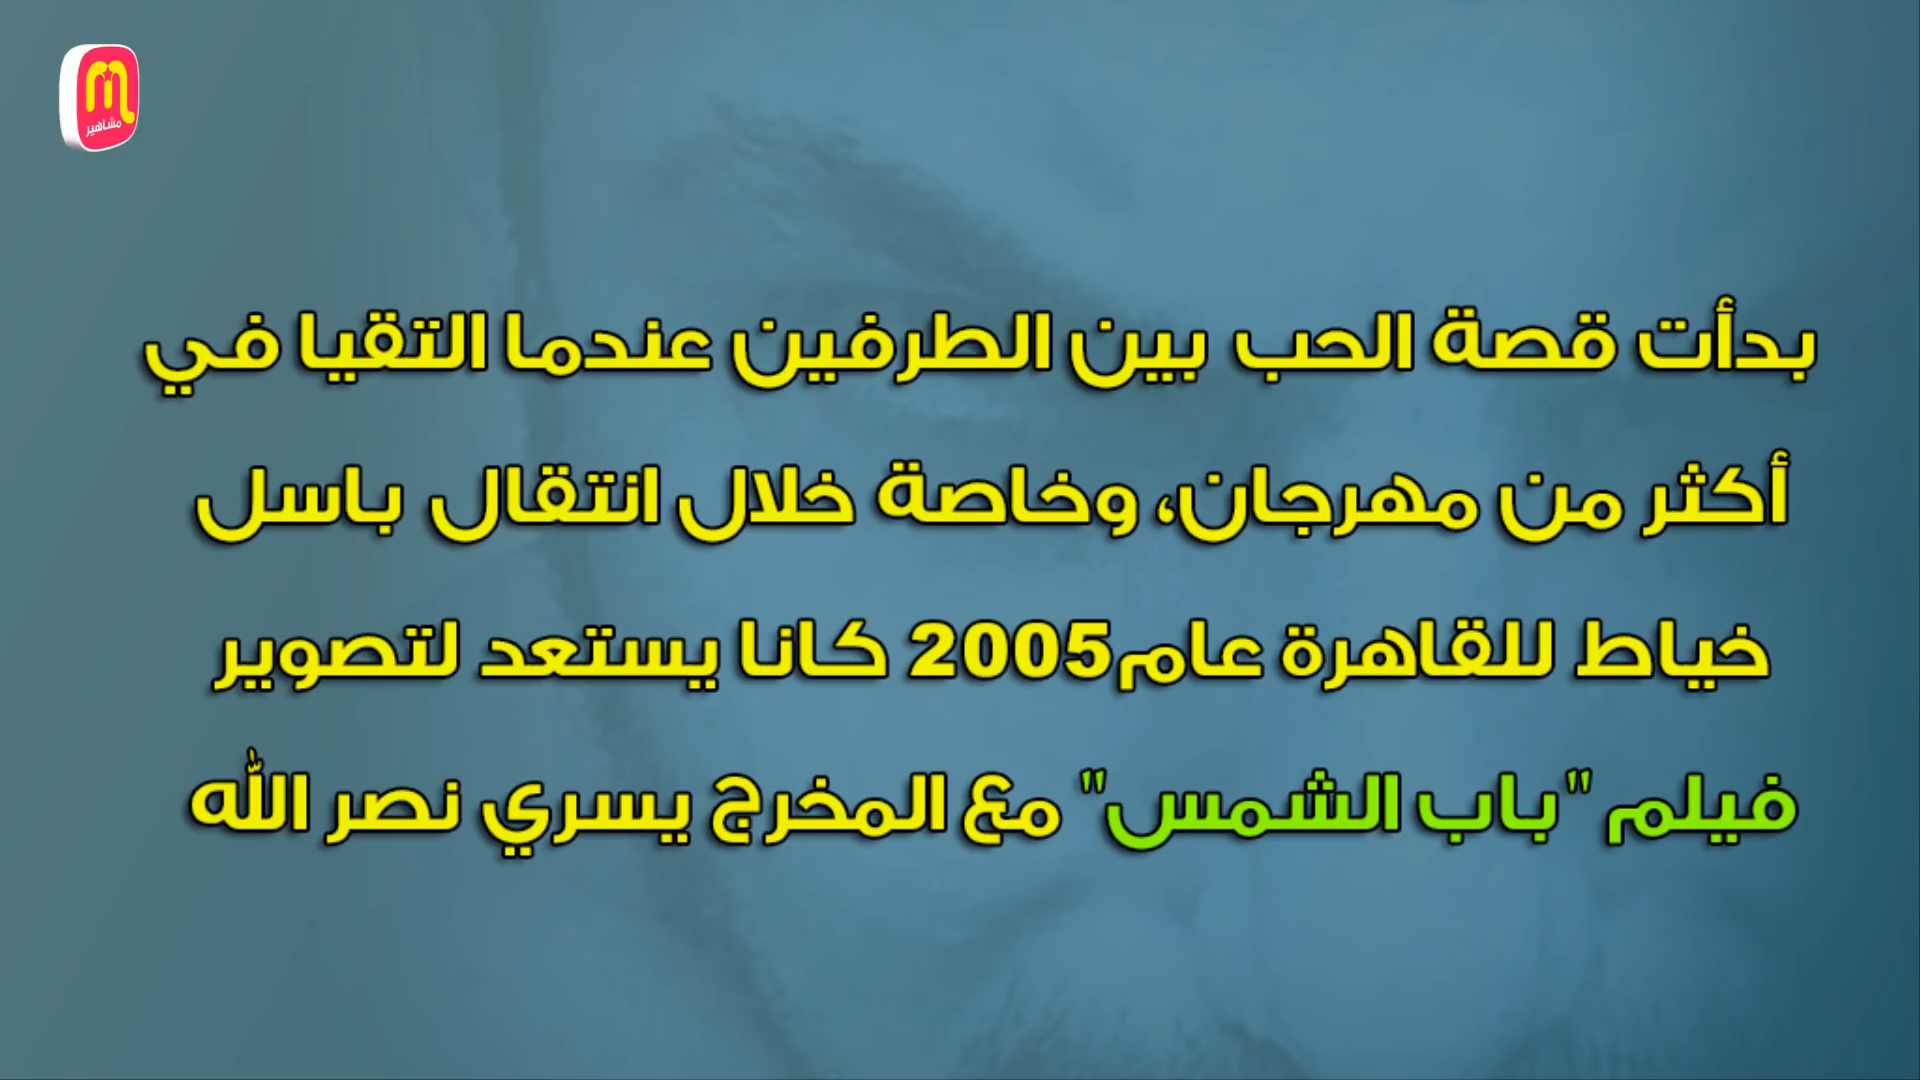 مشاهير
بدأت قصة الحب بين الطرفين عندما التقيا في
أكثر من مهرجان، وخاصة خلال انتقال باسل
خياط للقاهرة عام2005 كانا يستعد لتصوير
فيلم "باب الشمس" مع المخرج يسري نصر الله